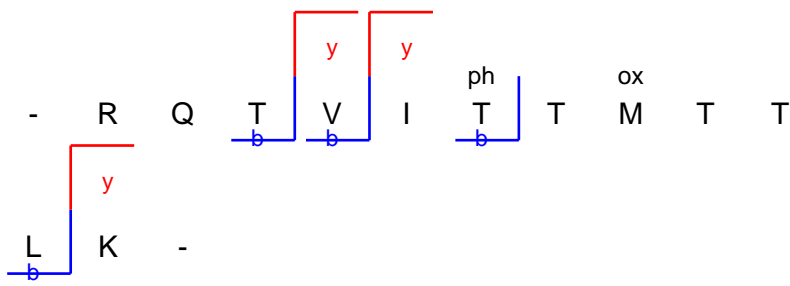 y y
ph ox
- R Q T V I T T M T T
b b b
y
L K -
b